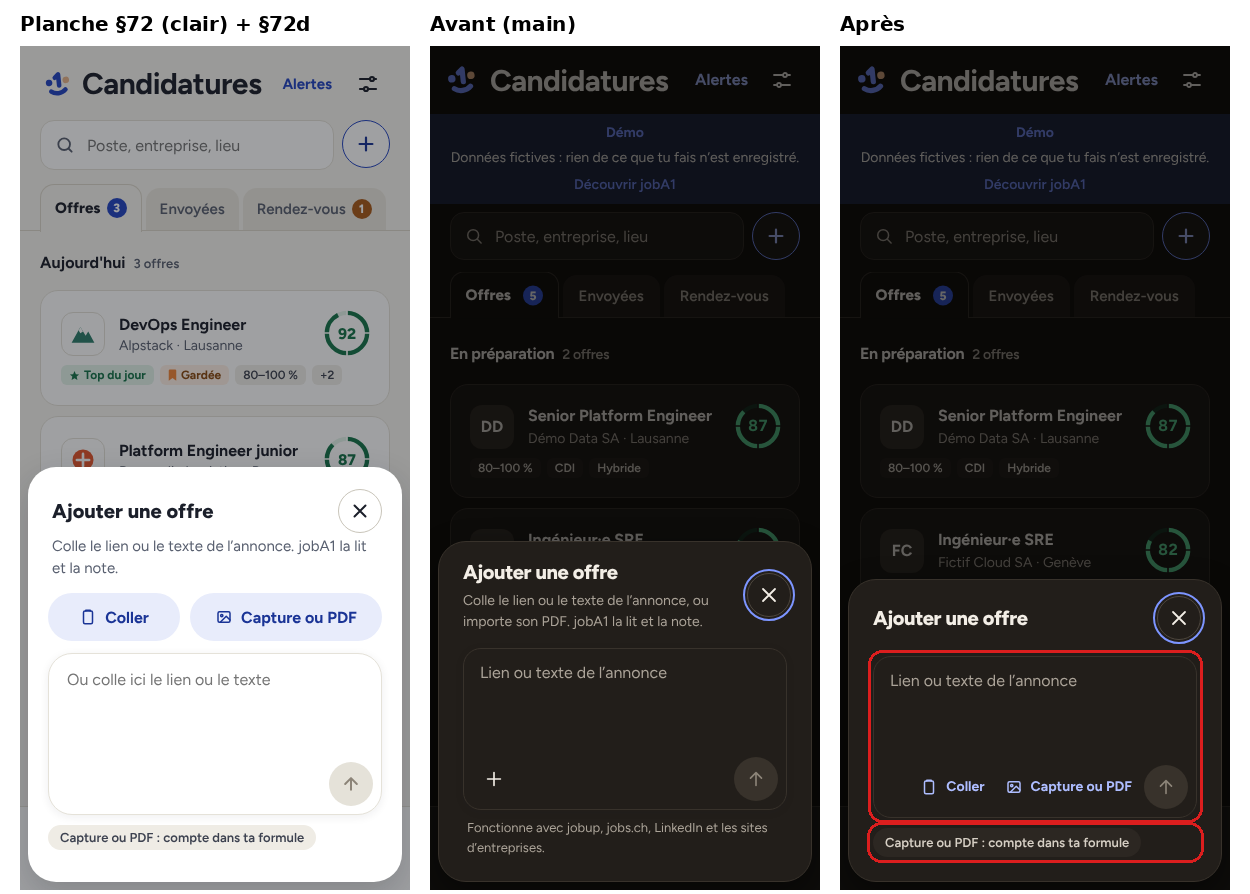 Planche §72 (clair) + §72d
Candidatures
Alertes
Poste, entreprise, lieu
Offres 3
Envoyées
Rendez-vous 1
Aujourd'hui 3 offres
DevOps Engineer
Alpstack · Lausanne
92
Top du jour
Gardée
80–100 %
+2
Platform Engineer junior
87
Ajouter une offre
Colle le lien ou le texte de l’annonce. jobA1 la lit
et la note.
Coller
Capture ou PDF
Ou colle ici le lien ou le texte
Capture ou PDF : compte dans ta formule
Avant (main)
Candidatures
Alertes
Démo
Données fictives : rien de ce que tu fais n’est enregistré.
Découvrir jobA1
Poste, entreprise, lieu
Offres 5
Envoyées
Rendez-vous
En préparation 2 offres
DD
Senior Platform Engineer
Démo Data SA · Lausanne
87
80–100 %
CDI
Hybride
Ingénieur·e SRE
Ajouter une offre
Colle le lien ou le texte de l’annonce, ou
importe son PDF. jobA1 la lit et la note.
Lien ou texte de l’annonce
Fonctionne avec jobup, jobs.ch, LinkedIn et les sites
d’entreprises.
Après
Candidatures
Alertes
Démo
Données fictives : rien de ce que tu fais n’est enregistré.
Découvrir jobA1
Poste, entreprise, lieu
Offres 5
Envoyées
Rendez-vous
En préparation 2 offres
DD
Senior Platform Engineer
Démo Data SA · Lausanne
87
80–100 %
CDI
Hybride
FC
Ingénieur·e SRE
Fictif Cloud SA · Genève
82
Ajouter une offre
Lien ou texte de l’annonce
Coller
Capture ou PDF
Capture ou PDF : compte dans ta formule